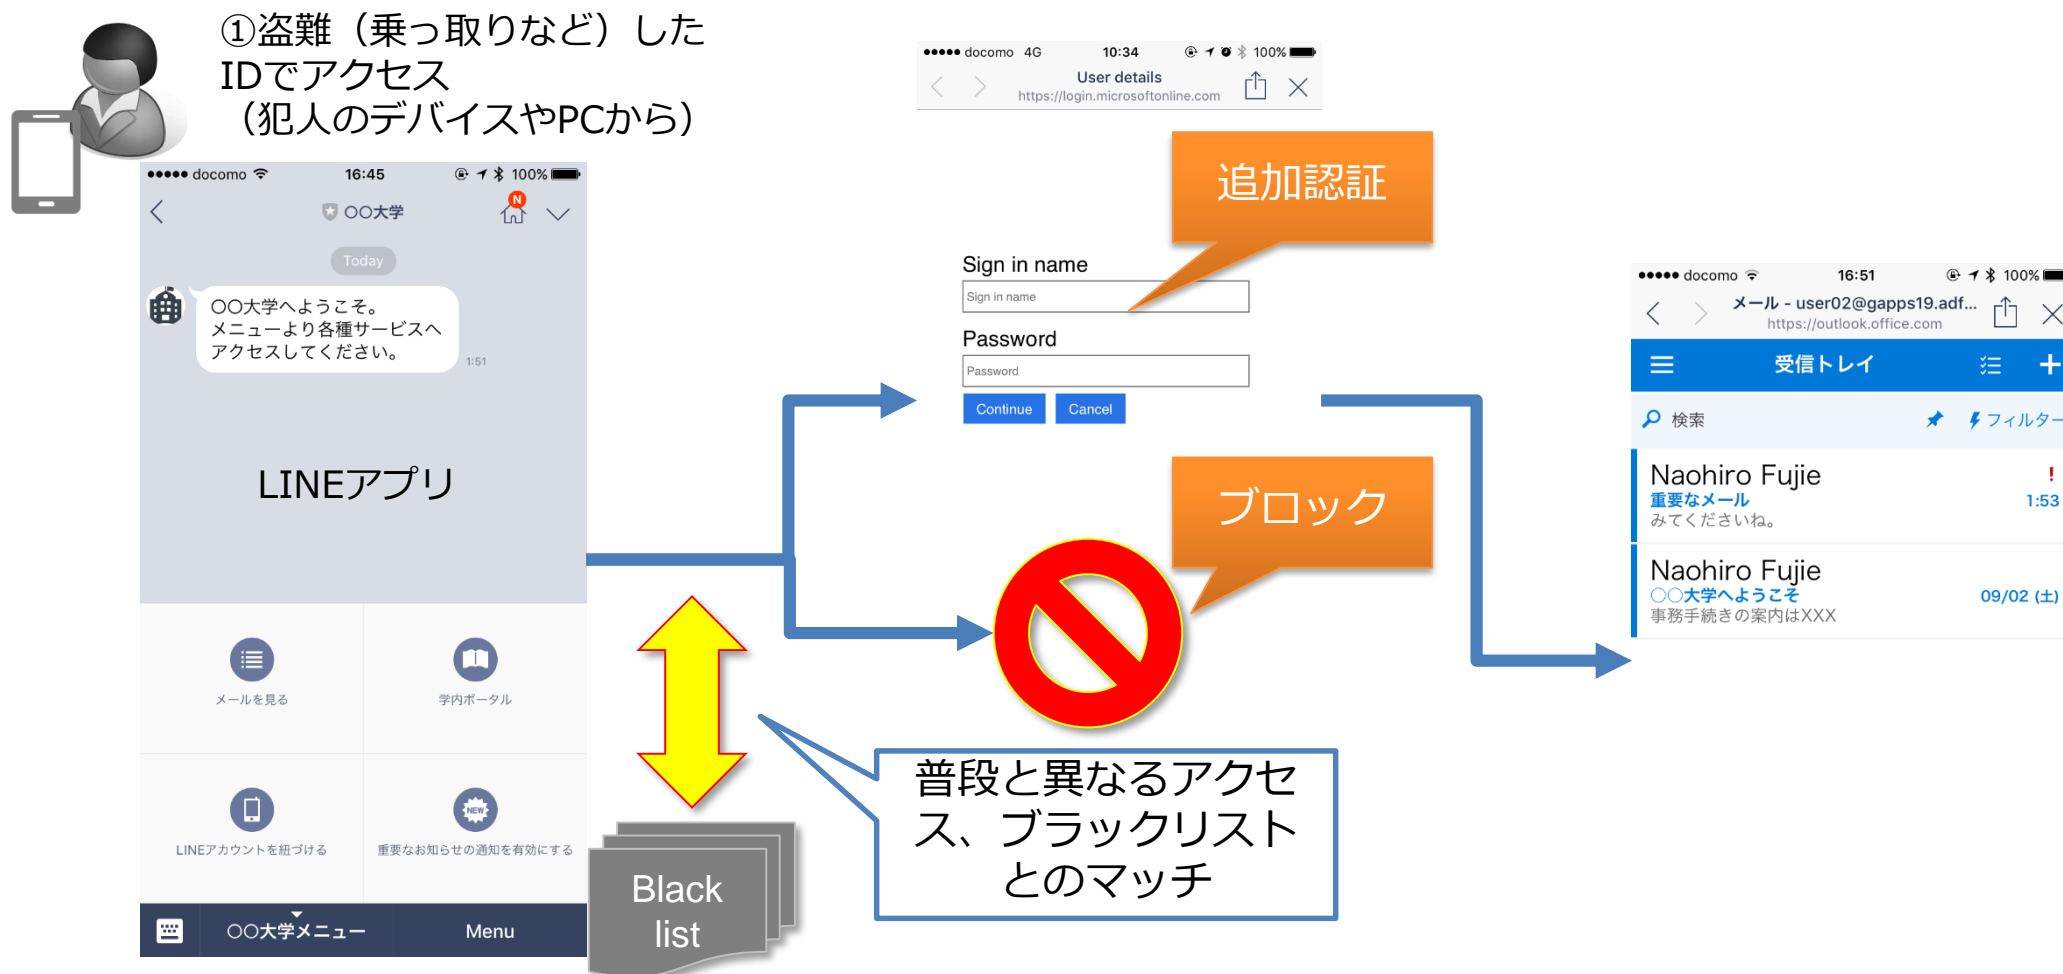 ①盗難（乗っ取りなど）した
IDでアクセス
（犯人のデバイスやPCから）
docomo 16:45 100%
〇〇大学
N
Today
〇〇大学へようこそ。
メニューより各種サービスへ
アクセスしてください。
1:51
LINEアプリ
メールを見る
学内ポータル
LINEアカウントを紐づける
NEW
重要なお知らせの通知を有効にする
〇〇大学メニュー
Menu
Black
list
docomo 4G 10:34 100%
User details
https://login.microsoftonline.com
追加認証
Sign in name
Sign in name
Password
Password
Continue Cancel
ブロック
普段と異なるアクセ
ス、ブラックリスト
とのマッチ
docomo 16:51 100%
メール - user02@gapps19.adf...
https://outlook.office.com
受信トレイ
検索
フィルター
Naohiro Fujie
!
重要なメール
1:53
みてくださいね。
Naohiro Fujie
〇〇大学へようこそ
09/02 (土)
事務手続きの案内はXXX